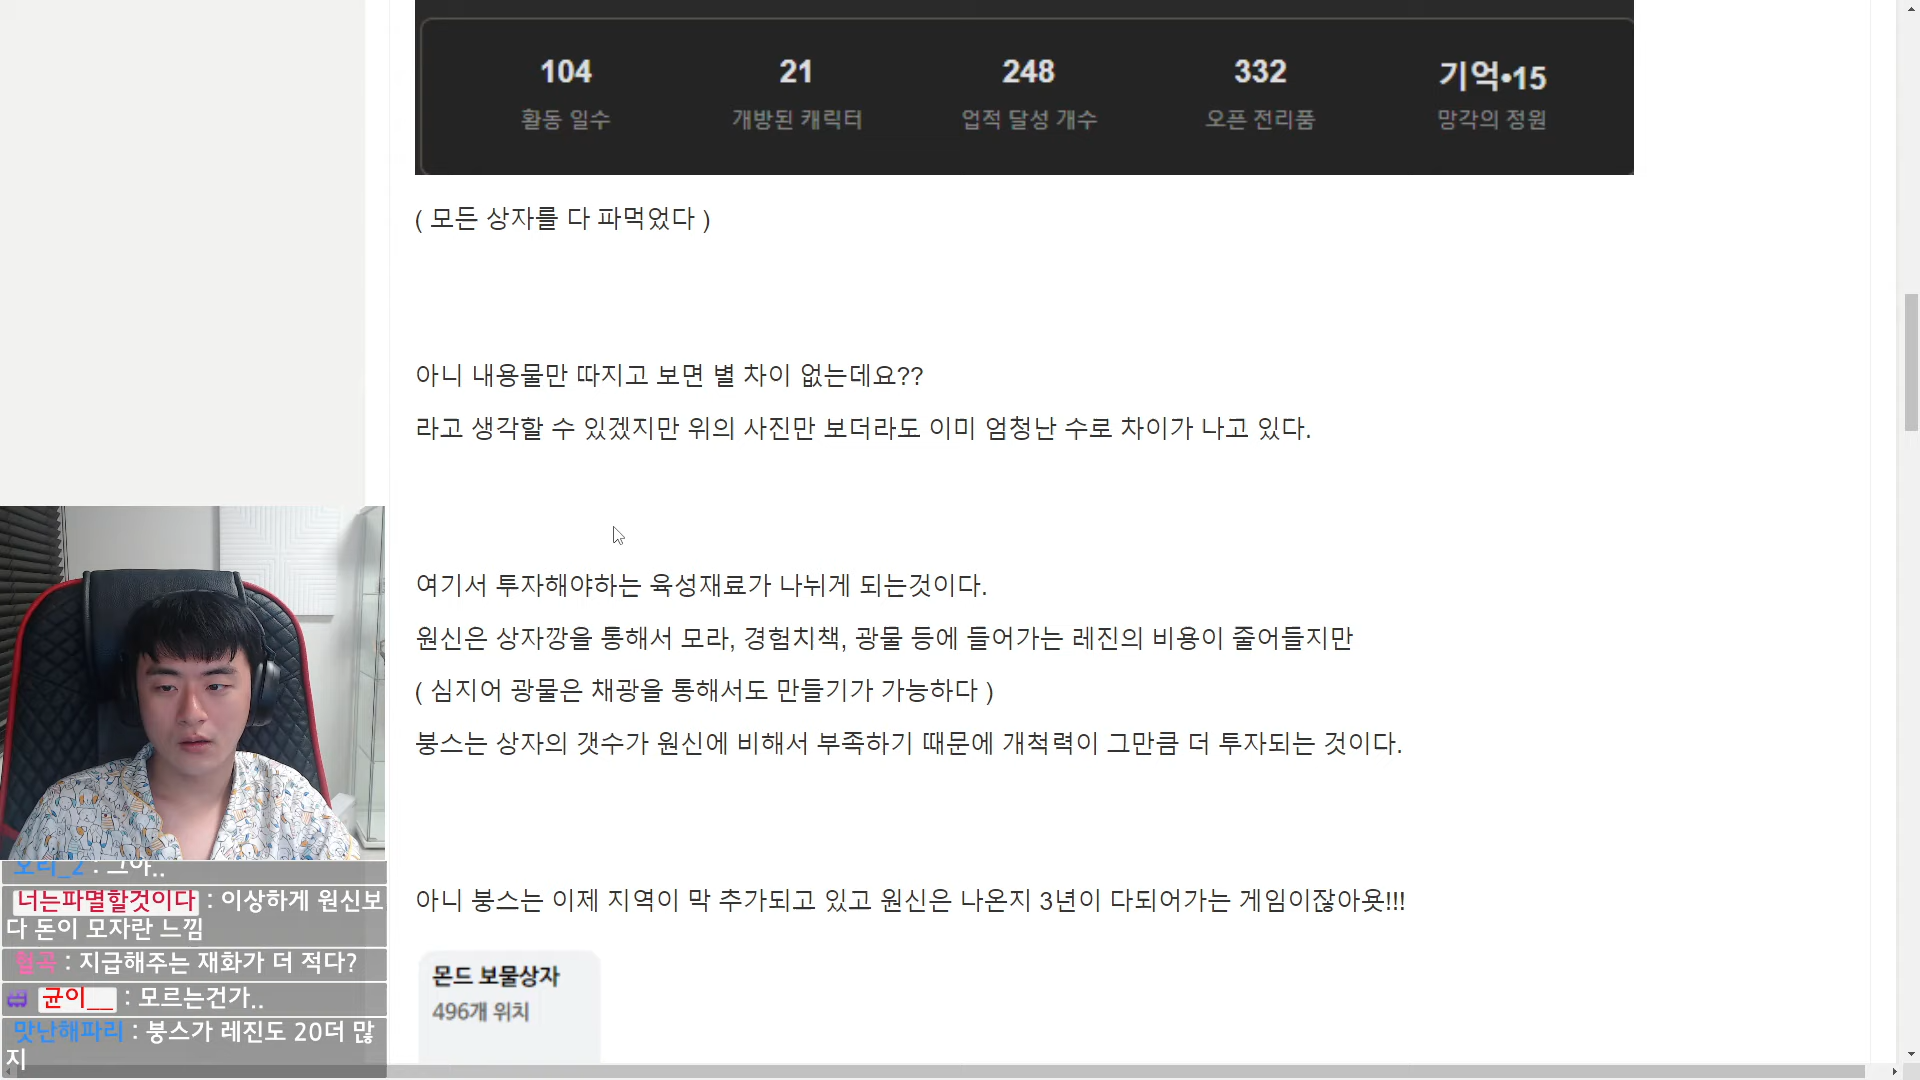 104
21
248
332
기억•15
활동 일수
개방된 캐릭터
업적 달성 개수
오픈 전리품
망각의 정원
( 모든 상자를 다 파먹었다 )
아니 내용물만 따지고 보면 별 차이 없는데요??
라고 생각할 수 있겠지만 위의 사진만 보더라도 이미 엄청난 수로 차이가 나고 있다.
여기서 투자해야하는 육성재료가 나뉘게 되는것이다.
원신은 상자깡을 통해서 모라, 경험치책, 광물 등에 들어가는 레진의 비용이 줄어들지만
( 심지어 광물은 채광을 통해서도 만들기가 가능하다 )
붕스는 상자의 갯수가 원신에 비해서 부족하기 때문에 개척력이 그만큼 더 투자되는 것이다.
아니 붕스는 이제 지역이 막 추가되고 있고 원신은 나온지 3년이 다되어가는 게임이잖아욧!!!
몬드 보물상자
496개 위치
: 그야..
너는파멸할것이다 : 이상하게 원신보
다 돈이 모자란 느낌
: 지급해주는 재화가 더 적다?
균이__ : 모르는건가..
맛난해파리 : 붕스가 레진도 20더 많
지